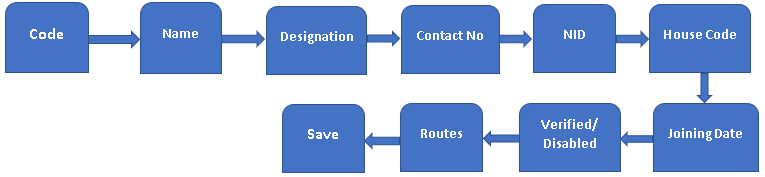 Code
Name
Designation
Contact No
NID
House Code
Joining Date
Verified/
Disabled
Routes
Save